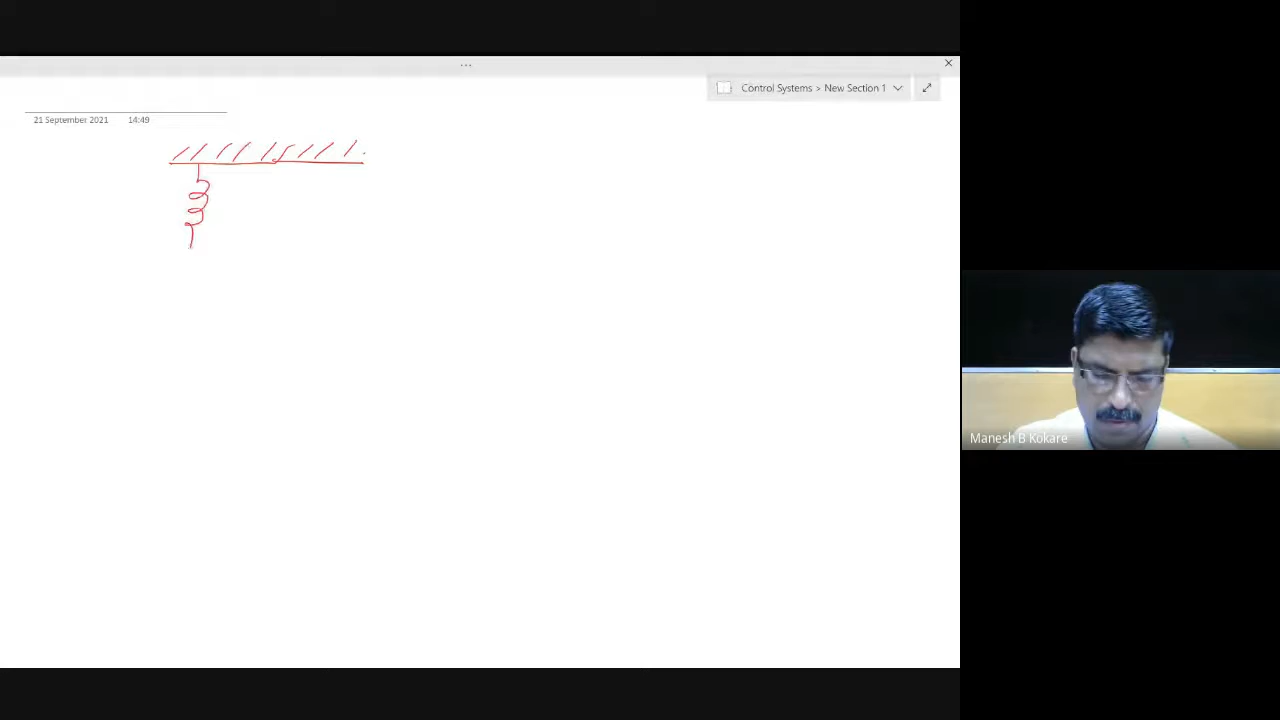 Control Systems > New Section 1
21 September 2021 14:49
Manesh B Kokare